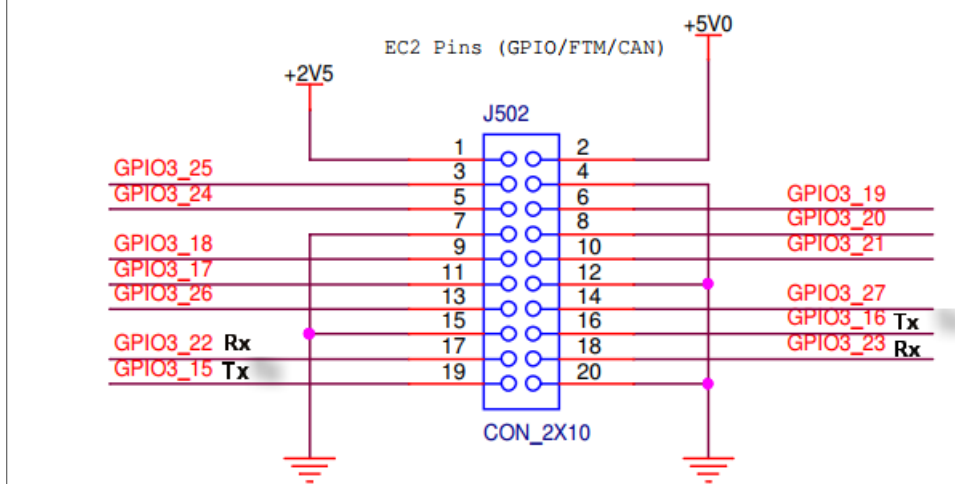 +5V0
EC2 Pins (GPIO/FTM/CAN)
+2V5
J502
1 2
GPIO3_25 3 4
GPIO3_24 5 6 GPIO3_19
7 8 GPIO3_20
GPIO3_18 9 10 GPIO3_21
GPIO3_17 11 12
GPIO3_26 13 14 GPIO3_27
15 16 GPIO3_16 Tx
GPIO3_22 Rx 17 18 GPIO3_23 Rx
GPIO3_15 Tx 19 20
CON_2X10